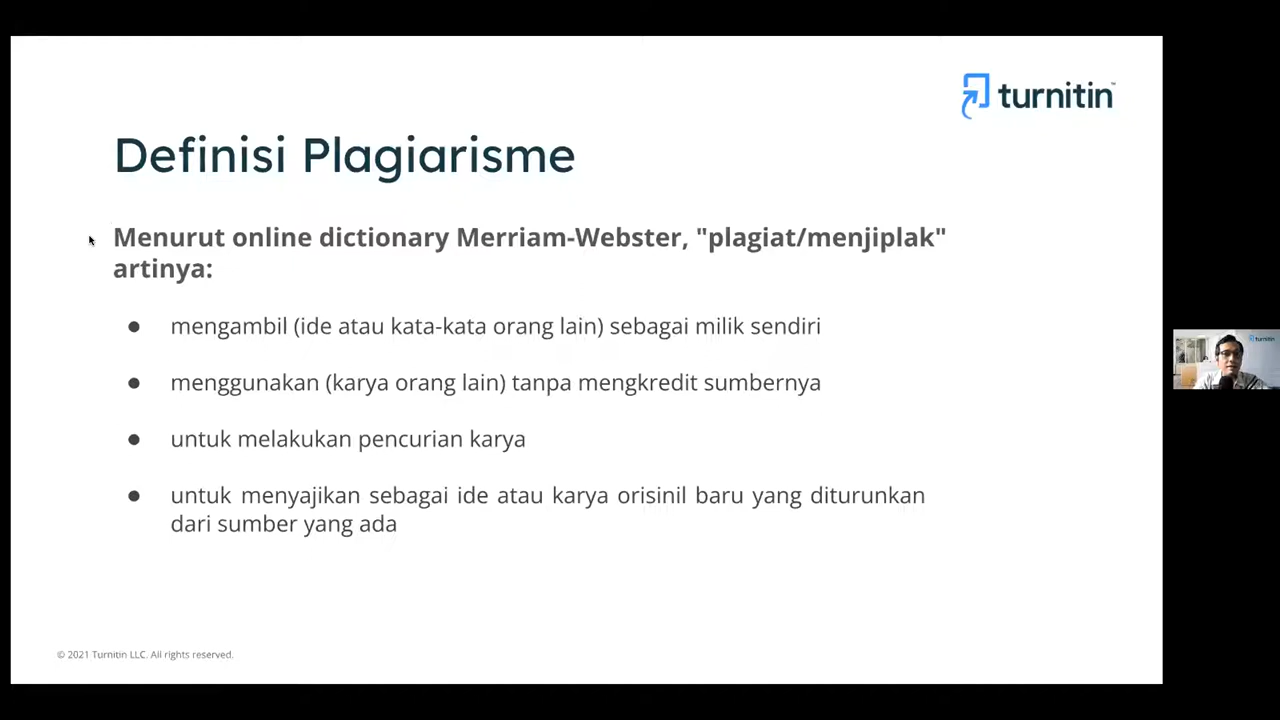 turnitin
Definisi Plagiarisme
Menurut online dictionary Merriam-Webster, "plagiat/menjiplak"
artinya:
● mengambil (ide atau kata-kata orang lain) sebagai milik sendiri
● menggunakan (karya orang lain) tanpa mengkredit sumbernya
● untuk melakukan pencurian karya
● untuk menyajikan sebagai ide atau karya orisinil baru yang diturunkan
dari sumber yang ada
turnitin
© 2021 Turnitin LLC. All rights reserved.